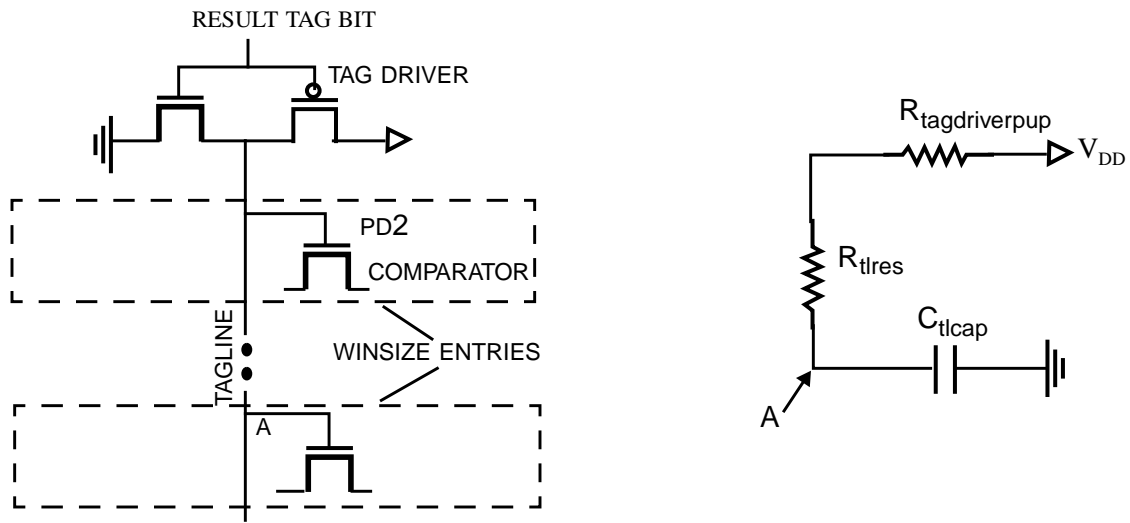 RESULT TAG BIT
TAG DRIVER
PD2
COMPARATOR
TAGLINE
WINSIZE ENTRIES
A
Rtagdriverpup
VDD
Rtlres
Ctlcap
A